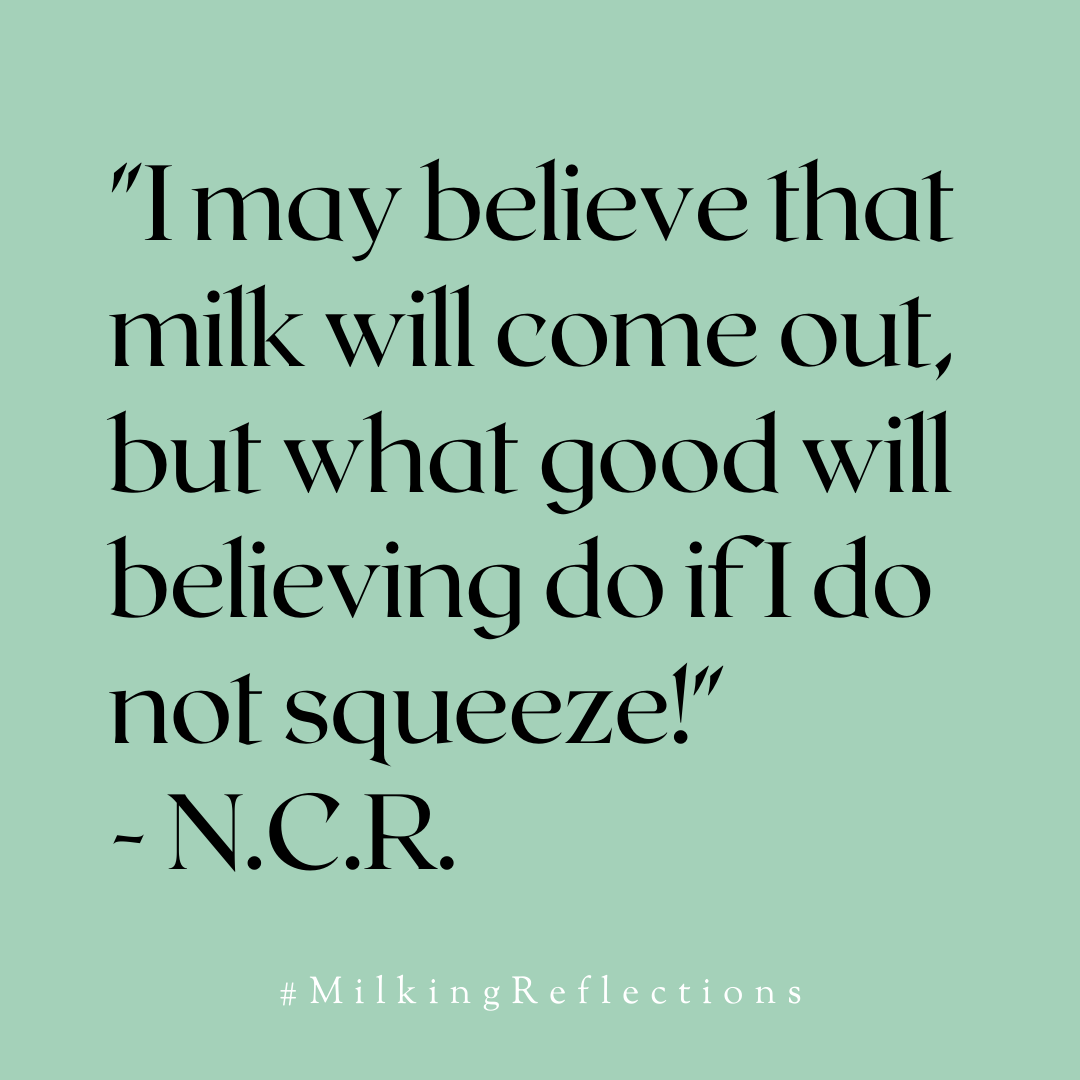 "I may believe that
milk will come out,
but what good will
believing do if I do
not squeeze!"
- N.C.R.
#MilkingReflections